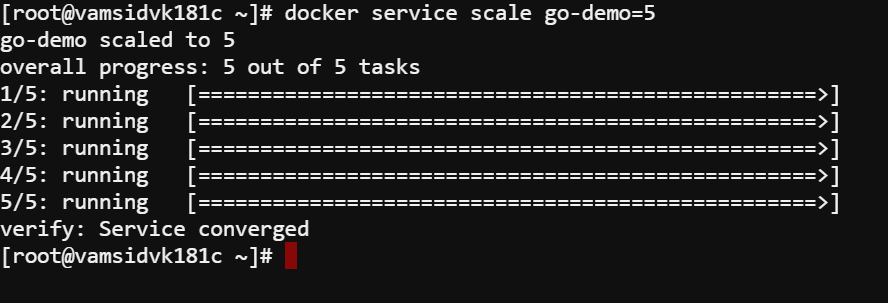 [root@vamsidvk181c ~]# docker service scale go-demo=5
go-demo scaled to 5
overall progress: 5 out of 5 tasks
1/5: running   [==================================================>]
2/5: running   [==================================================>]
3/5: running   [==================================================>]
4/5: running   [==================================================>]
5/5: running   [==================================================>]
verify: Service converged
[root@vamsidvk181c ~]#